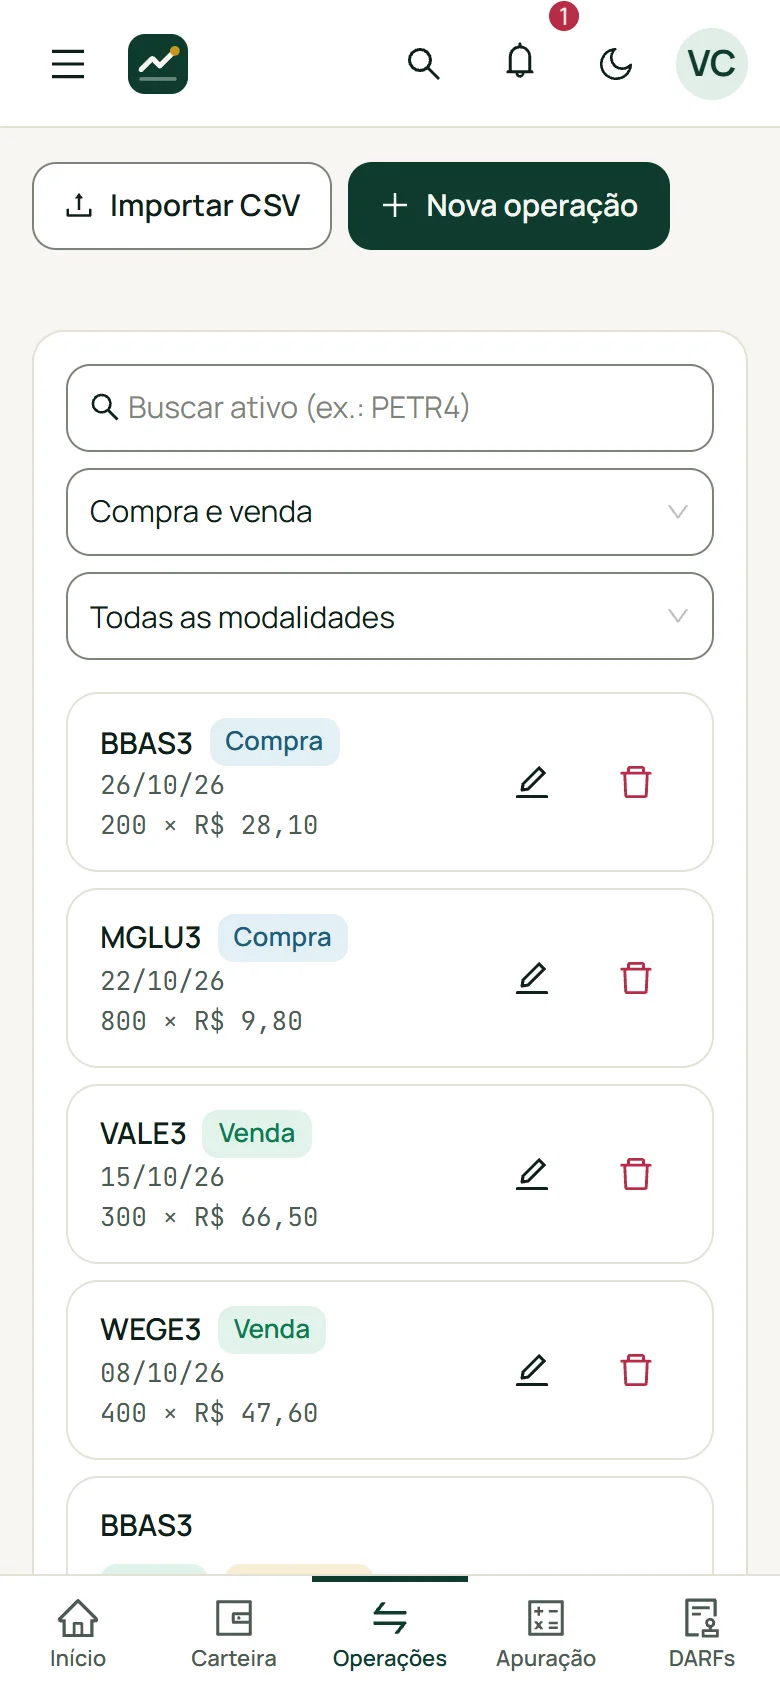 1
VC
Importar CSV
Nova operação
Buscar ativo (ex.: PETR4)
Compra e venda
Todas as modalidades
BBAS3 Compra
26/10/26
200 × R$ 28,10
MGLU3 Compra
22/10/26
800 × R$ 9,80
VALE3 Venda
15/10/26
300 × R$ 66,50
WEGE3 Venda
08/10/26
400 × R$ 47,60
BBAS3
Início Carteira Operações Apuração DARFs